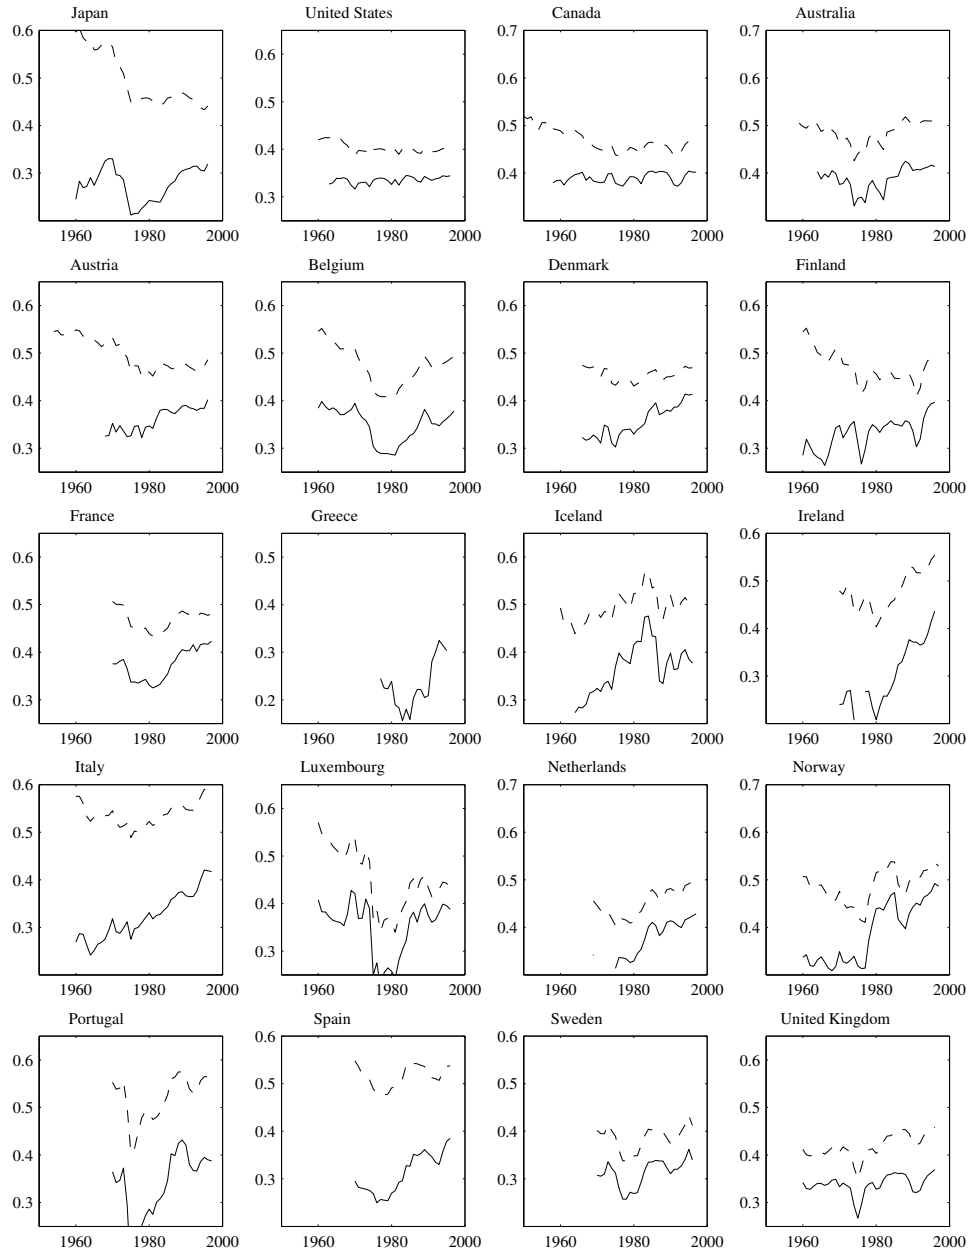 Japan United States Canada Australia
0.6 0.6 0.7 0.7
0.5 0.5 0.6 0.6
0.4 0.4 0.5 0.5
0.3 0.3 0.4 0.4
1960 1980 2000 1960 1980 2000 1960 1980 2000 1960 1980 2000
Austria Belgium Denmark Finland
0.6 0.6 0.6 0.6
0.5 0.5 0.5 0.5
0.4 0.4 0.4 0.4
0.3 0.3 0.3 0.3
1960 1980 2000 1960 1980 2000 1960 1980 2000 1960 1980 2000
France Greece Iceland Ireland
0.6 0.5 0.6 0.6
0.5 0.4 0.5 0.5
0.4 0.3 0.4 0.4
0.3 0.2 0.3 0.3
1960 1980 2000 1960 1980 2000 1960 1980 2000 1960 1980 2000
Italy Luxembourg Netherlands Norway
0.6 0.6 0.7 0.7
0.5 0.5 0.6 0.6
0.4 0.4 0.5 0.5
0.3 0.3 0.4 0.4
1960 1980 2000 1960 1980 2000 1960 1980 2000 1960 1980 2000
Portugal Spain Sweden United Kingdom
0.6 0.6 0.6 0.6
0.5 0.5 0.5 0.5
0.4 0.4 0.4 0.4
0.3 0.3 0.3 0.3
1960 1980 2000 1960 1980 2000 1960 1980 2000 1960 1980 2000